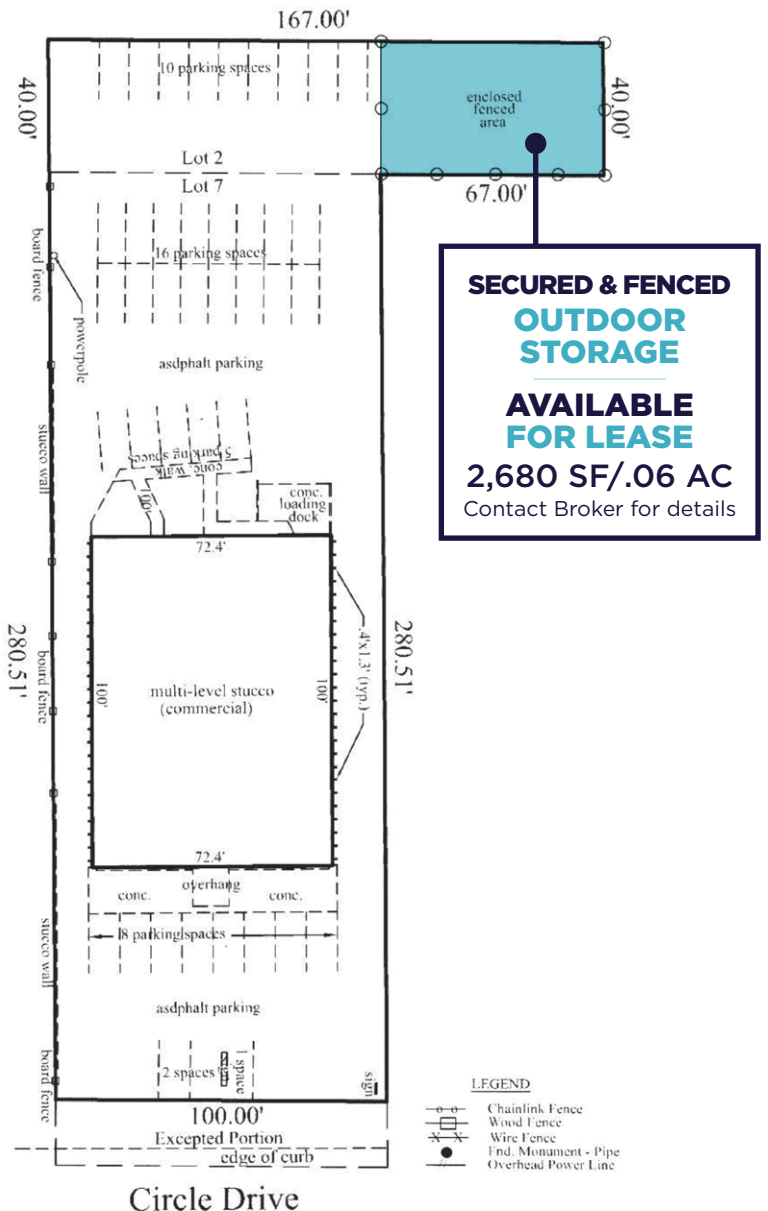 167.00'
10 parking spaces
40.00'
enclosed
fenced
area
40.00'
Lot 2
Lot 7
67.00'
board fence
16 parking spaces
powerpole
asdphalt parking
SECURED & FENCED
OUTDOOR
STORAGE
AVAILABLE
FOR LEASE
2,680 SF/.06 AC
Contact Broker for details
stucco wall
5 parking spaces
conc. walk
100'
conc.
loading
dock
72.4'
280.51'
board fence
100'
multi-level stucco
(commercial)
100'
.4'x1.3' (typ.)
280.51'
72.4'
overhang
conc.
conc.
8 parking spaces
stucco wall
asdphalt parking
board fence
2 spaces
1 space
sign
100.00'
Excepted Portion
edge of curb
Circle Drive
LEGEND
Chainlink Fence
Wood Fence
Wire Fence
Fnd. Monument - Pipe
Overhead Power Line